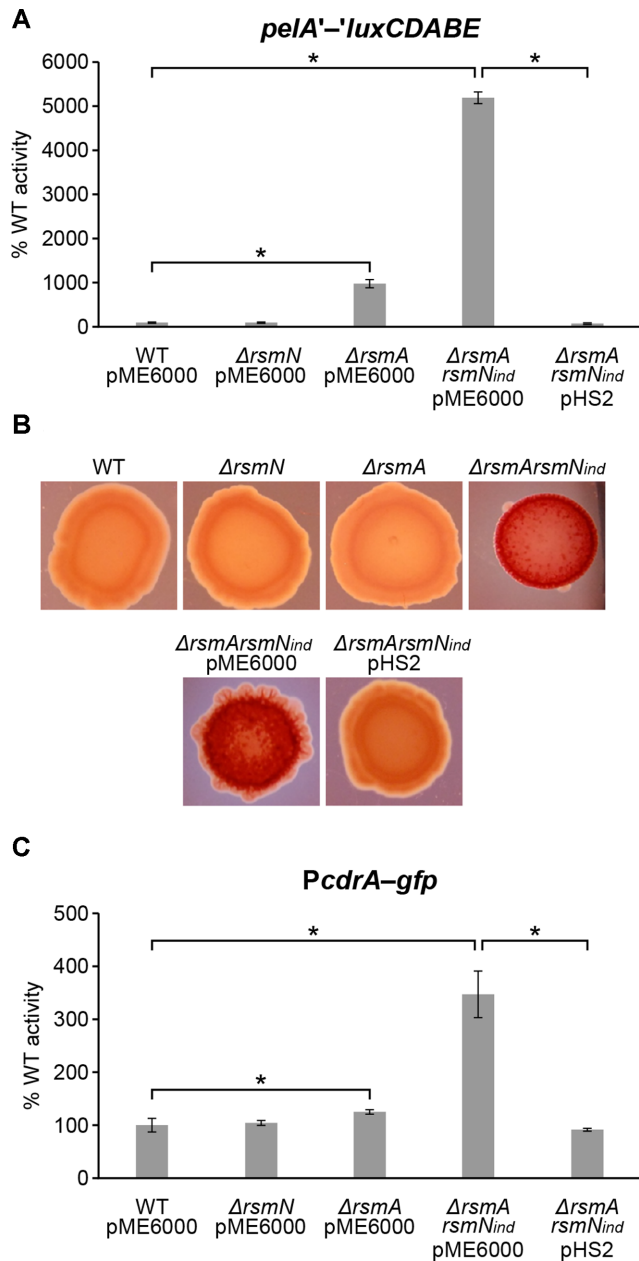 A
pelA'–'luxCDABE
% WT activity
6000
5000
4000
3000
2000
1000
0
*
*
*
WT
pME6000
ΔrsmN
pME6000
ΔrsmA
pME6000
ΔrsmA
rsmNind
pME6000
ΔrsmA
rsmNind
pHS2
B
WT
ΔrsmN
ΔrsmA
ΔrsmArsmNind
ΔrsmArsmNind
pME6000
ΔrsmArsmNind
pHS2
C
PcdrA–gfp
% WT activity
500
400
300
200
100
0
*
*
*
WT
pME6000
ΔrsmN
pME6000
ΔrsmA
pME6000
ΔrsmA
rsmNind
pME6000
ΔrsmA
rsmNind
pHS2